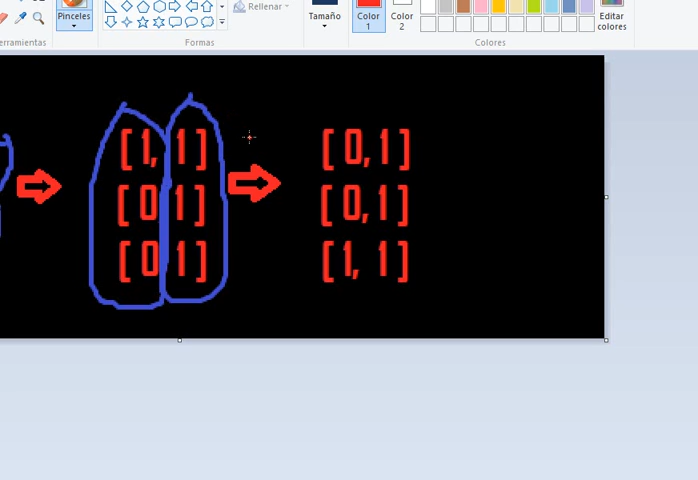 Pinceles
Rellenar
Tamaño
Color
1
Color
2
Editar
colores
erramientas
Formas
Colores
[ 1, 1 ]
[ 0 1 ]
[ 0 1 ]
[ 0, 1 ]
[ 0, 1 ]
[ 1, 1 ]